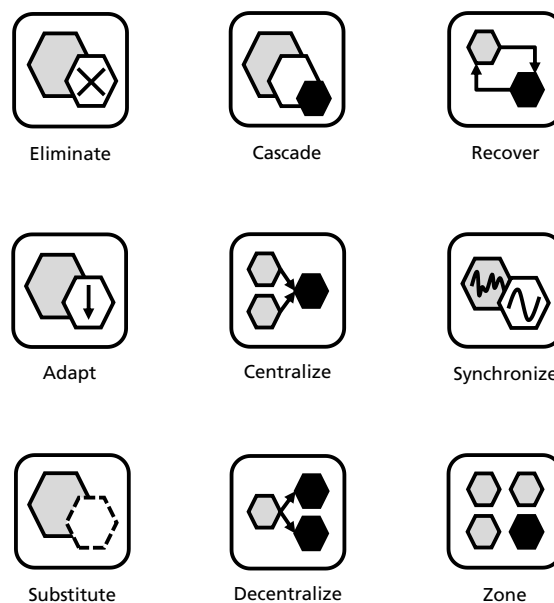 Eliminate
Cascade
Recover
Adapt
Centralize
Synchronize
Substitute
Decentralize
Zone